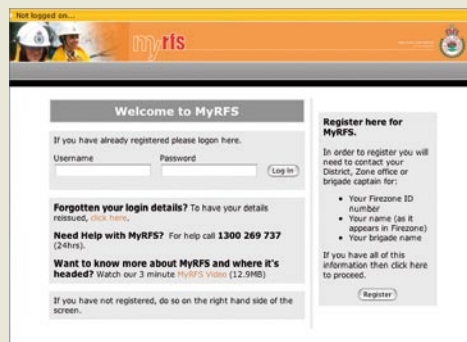 Not logged on...
myrfs
Welcome to MyRFS
If you have already registered please logon here.
Username Password
Log In
Forgotten your login details? To have your details
reissued, click here.
Need Help with MyRFS? For help call 1300 269 737
(24hrs).
Want to know more about MyRFS and where it's
headed? Watch our 3 minute MyRFS Video (12.9MB)
If you have not registered, do so on the right hand side of the
screen.
Register here for
MyRFS.
In order to register you will
need to contact your
District, Zone office or
brigade captain for:
• Your Firezone ID
number
• Your name (as it
appears in Firezone)
• Your brigade name
If you have all of this
information then click here
to proceed.
Register